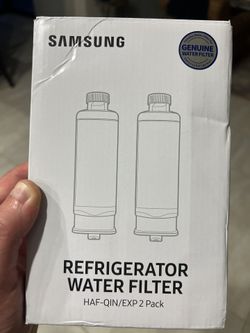 SAMSUNG
GENUINE
WATER FILTER
REFRIGERATOR
WATER FILTER
HAF-QIN/EXP 2 Pack